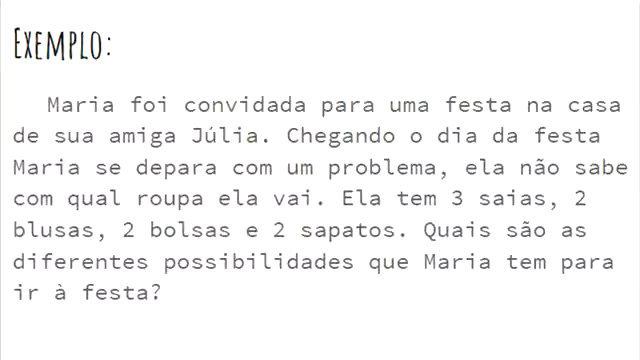 Exemplo:
Maria foi convidada para uma festa na casa
de sua amiga Júlia. Chegando o dia da festa
Maria se depara com um problema, ela não sabe
com qual roupa ela vai. Ela tem 3 saias, 2
blusas, 2 bolsas e 2 sapatos. Quais são as
diferentes possibilidades que Maria tem para
ir à festa?